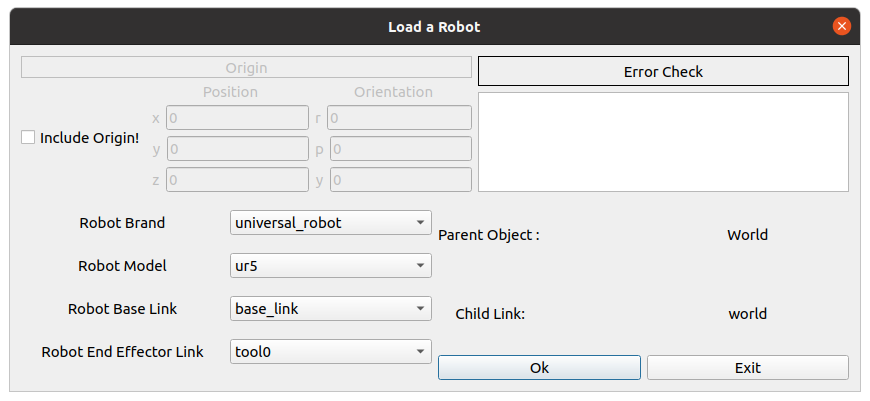 Load a Robot
Origin
Error Check
Position Orientation
x 0 r 0
Include Origin!
y 0 p 0
z 0 y 0
Robot Brand universal_robot
Parent Object : World
Robot Model ur5
Robot Base Link base_link
Child Link: world
Robot End Effector Link tool0
Ok Exit